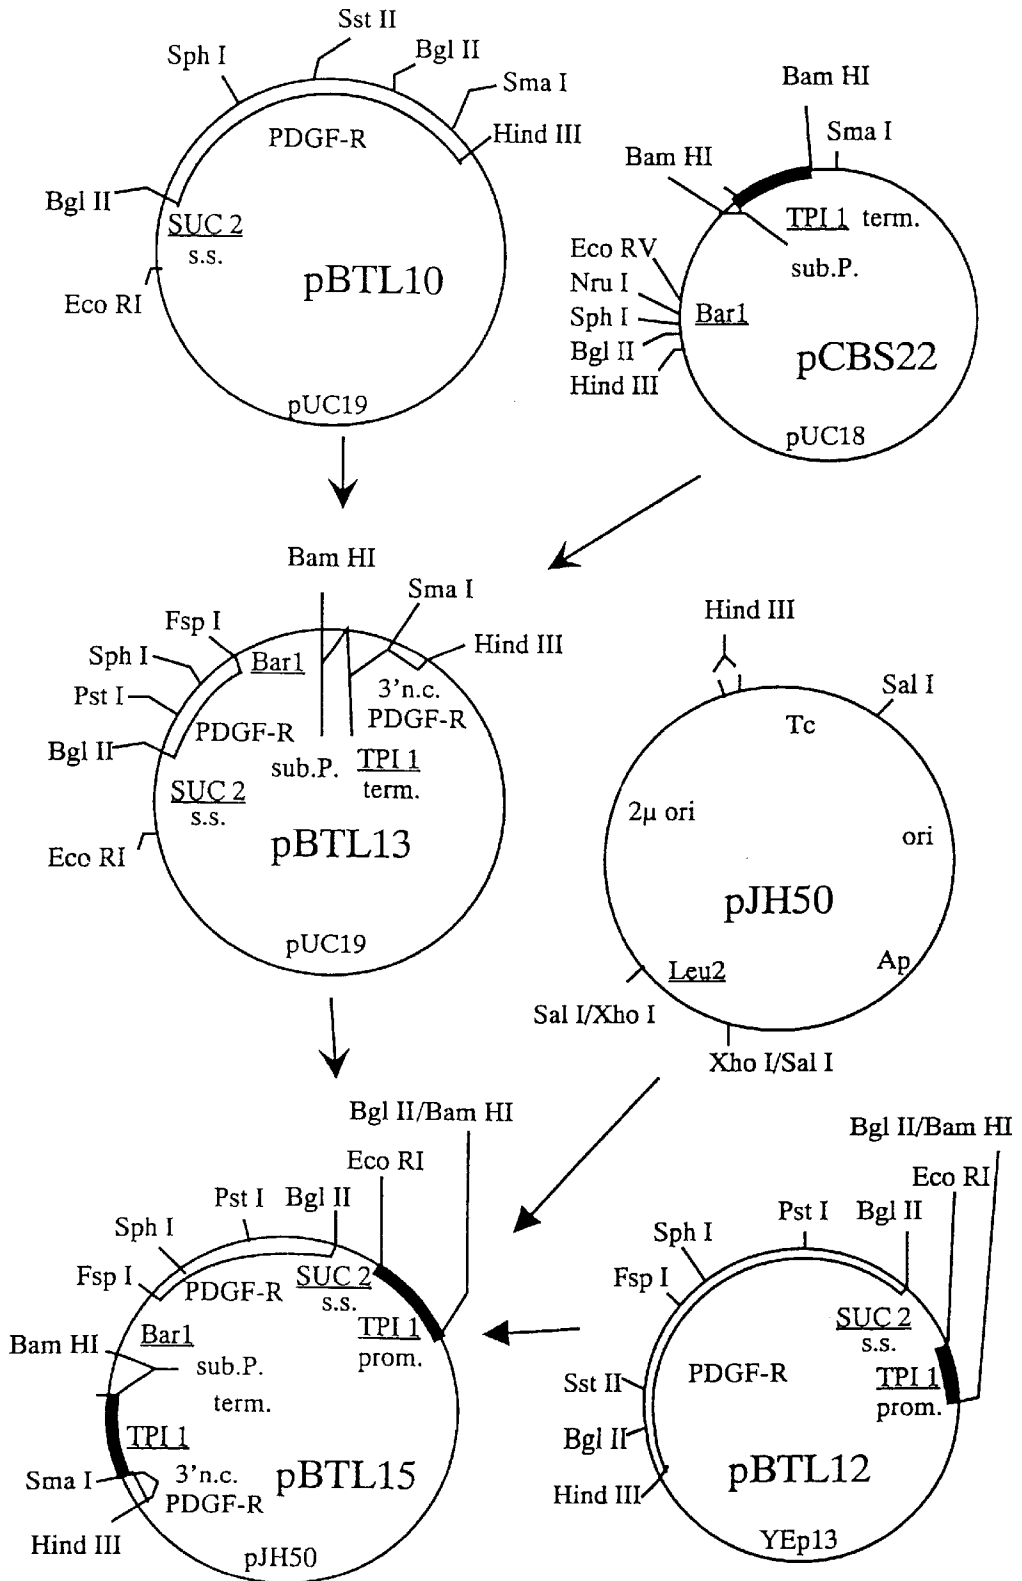 Sst II
Sph I
Bgl II
Sma I
PDGF-R
Hind III
Bgl II
SUC 2
s.s.
Eco RI
pBTL10
pUC19
Bam HI
Sma I
Bam HI
TPI 1 term.
sub.P.
Eco RV
Nru I
Sph I
Bar1
Bgl II
Hind III
pCBS22
pUC18
Bam HI
Sma I
Fsp I
Hind III
Sph I
Bar1
Pst I
3'n.c.
PDGF-R
PDGF-R
Bgl II
sub.P.
TPI 1
term.
SUC 2
s.s.
Eco RI
pBTL13
pUC19
Hind III
Sal I
Tc
2µ ori
ori
pJH50
Leu2
Ap
Sal I/Xho I
Xho I/Sal I
Bgl II/Bam HI
Eco RI
Pst I
Bgl II
Sph I
Fsp I
PDGF-R
SUC 2
s.s.
TPI 1
prom.
Bar1
Bam HI
sub.P.
term.
TPI 1
Sma I
3'n.c.
PDGF-R
pBTL15
Hind III
pJH50
Bgl II/Bam HI
Eco RI
Pst I
Bgl II
Sph I
Fsp I
SUC 2
s.s.
PDGF-R
TPI 1
prom.
Sst II
Bgl II
pBTL12
Hind III
YEp13